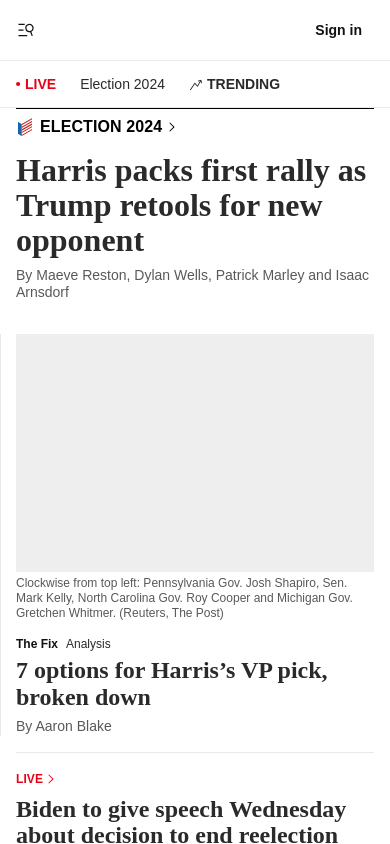 Sign in
LIVE
Election 2024
TRENDING
ELECTION 2024
Harris packs first rally as
Trump retools for new
opponent
By Maeve Reston, Dylan Wells, Patrick Marley and Isaac
Arnsdorf
Clockwise from top left: Pennsylvania Gov. Josh Shapiro, Sen.
Mark Kelly, North Carolina Gov. Roy Cooper and Michigan Gov.
Gretchen Whitmer. (Reuters, The Post)
The Fix Analysis
7 options for Harris’s VP pick,
broken down
By Aaron Blake
LIVE
Biden to give speech Wednesday
about decision to end reelection